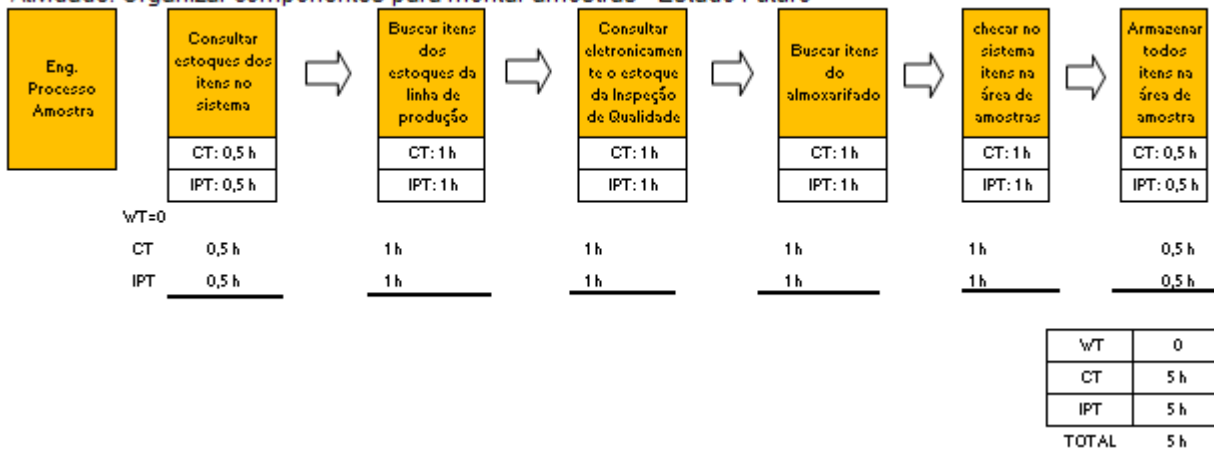 Atividade: Organizar componentes para montar amostras - Estado Futuro
Eng.
Processo
Amostra
Consultar
estoques dos
itens no
sistema
CT: 0,5 h
IPT: 0,5 h
Buscar itens
dos
estoques da
linha de
produção
CT: 1 h
IPT: 1 h
Consultar
eletronicamen
te o estoque
da Inspeção
de Qualidade
CT: 1 h
IPT: 1 h
Buscar itens
do
almoxarifado
CT: 1 h
IPT: 1 h
checar no
sistema
itens na
área de
amostras
CT: 1 h
IPT: 1 h
Armazenar
todos
itens na
área de
amostra
CT: 0,5 h
IPT: 0,5 h
WT=0
CT 0,5 h 1 h 1 h 1 h 1 h 0,5 h
IPT 0,5 h 1 h 1 h 1 h 1 h 0,5 h
WT 0
CT 5 h
IPT 5 h
TOTAL 5 h